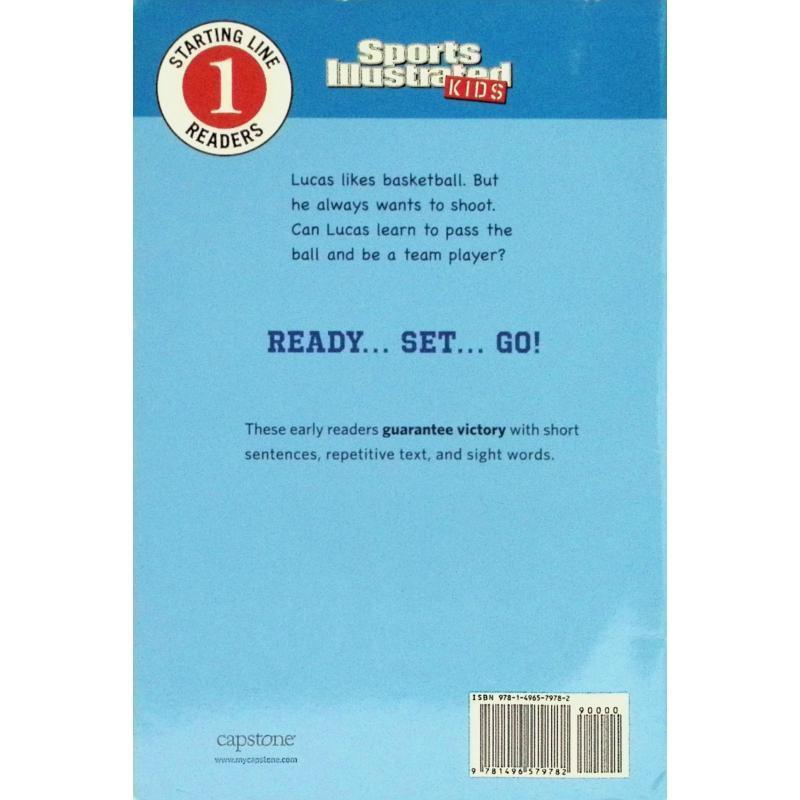 STARTING LINE
1
READERS
Sports
Illustrated
KIDS
Lucas likes basketball. But
he always wants to shoot.
Can Lucas learn to pass the
ball and be a team player?
READY... SET... GO!
These early readers guarantee victory with short
sentences, repetitive text, and sight words.
capstone
www.mycapstone.com
ISBN 978-1-4965-7978-2
90000
9 781496 579782